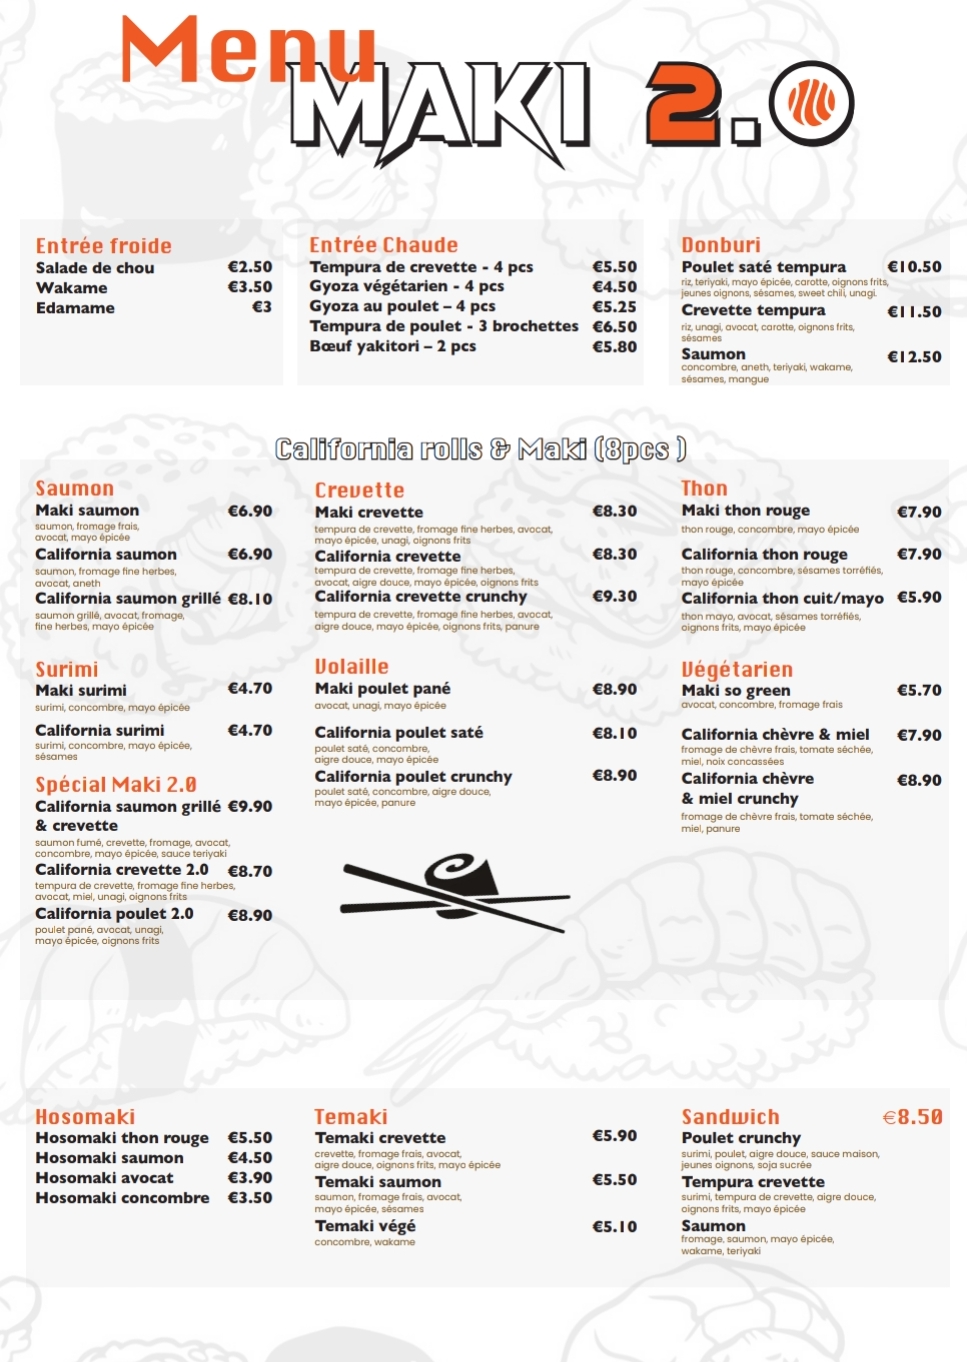 Menu
MAKI 2.0
Entrée froide
Salade de chou €2.50
Wakame €3.50
Edamame €3
Entrée Chaude
Tempura de crevette - 4 pcs €5.50
Gyoza végétarien - 4 pcs €4.50
Gyoza au poulet – 4 pcs €5.25
Tempura de poulet - 3 brochettes €6.50
Bœuf yakitori – 2 pcs €5.80
Donburi
Poulet saté tempura €10.50
riz, teriyaki, mayo épicée, carotte, oignons frits,
jeunes oignons, sésames, sweet chili, unagi.
Crevette tempura €11.50
riz, unagi, avocat, carotte, oignons frits,
sésames
Saumon €12.50
concombre, aneth, teriyaki, wakame,
sésames, mangue
California rolls & Maki (8pcs )
Saumon
Maki saumon €6.90
saumon, fromage frais,
avocat, mayo épicée
California saumon €6.90
saumon, fromage fine herbes,
avocat, aneth
California saumon grillé €8.10
saumon grillé, avocat, fromage,
fine herbes, mayo épicée
Crevette
Maki crevette €8.30
tempura de crevette, fromage fine herbes, avocat,
mayo épicée, unagi, oignons frits
California crevette €8.30
tempura de crevette, fromage fine herbes,
avocat, aigre douce, mayo épicée, oignons frits
California crevette crunchy €9.30
tempura de crevette, fromage fine herbes, avocat,
aigre douce, mayo épicée, oignons frits, panure
Thon
Maki thon rouge €7.90
thon rouge, concombre, mayo épicée
California thon rouge €7.90
thon rouge, concombre, sésames torréfiés,
mayo épicée
California thon cuit/mayo €5.90
thon mayo, avocat, sésames torréfiés,
oignons frits, mayo épicée
Surimi
Maki surimi €4.70
surimi, concombre, mayo épicée
California surimi €4.70
surimi, concombre, mayo épicée,
sésames
Volaille
Maki poulet pané €8.90
avocat, unagi, mayo épicée
California poulet saté €8.10
poulet saté, concombre,
aigre douce, mayo épicée
California poulet crunchy €8.90
poulet saté, concombre, aigre douce,
mayo épicée, panure
Végétarien
Maki so green €5.70
avocat, concombre, fromage frais
California chèvre & miel €7.90
fromage de chèvre frais, tomate séchée,
miel, noix concassées
California chèvre €8.90
& miel crunchy
fromage de chèvre frais, tomate séchée,
miel, panure
Spécial Maki 2.0
California saumon grillé €9.90
& crevette
saumon fumé, crevette, fromage, avocat,
concombre, mayo épicée, sauce teriyaki
California crevette 2.0 €8.70
tempura de crevette, fromage fine herbes,
avocat, miel, unagi, oignons frits
California poulet 2.0 €8.90
poulet pané, avocat, unagi,
mayo épicée, oignons frits
Hosomaki
Hosomaki thon rouge €5.50
Hosomaki saumon €4.50
Hosomaki avocat €3.90
Hosomaki concombre €3.50
Temaki
Temaki crevette €5.90
crevette, fromage frais, avocat,
aigre douce, oignons frits, mayo épicée
Temaki saumon €5.50
saumon, fromage frais, avocat,
mayo épicée, sésames
Temaki végé €5.10
concombre, wakame
Sandwich €8.50
Poulet crunchy
surimi, poulet, aigre douce, sauce maison,
jeunes oignons, soja sucrée
Tempura crevette
surimi, tempura de crevette, aigre douce,
oignons frits, mayo épicée
Saumon
fromage, saumon, mayo épicée,
wakame, teriyaki